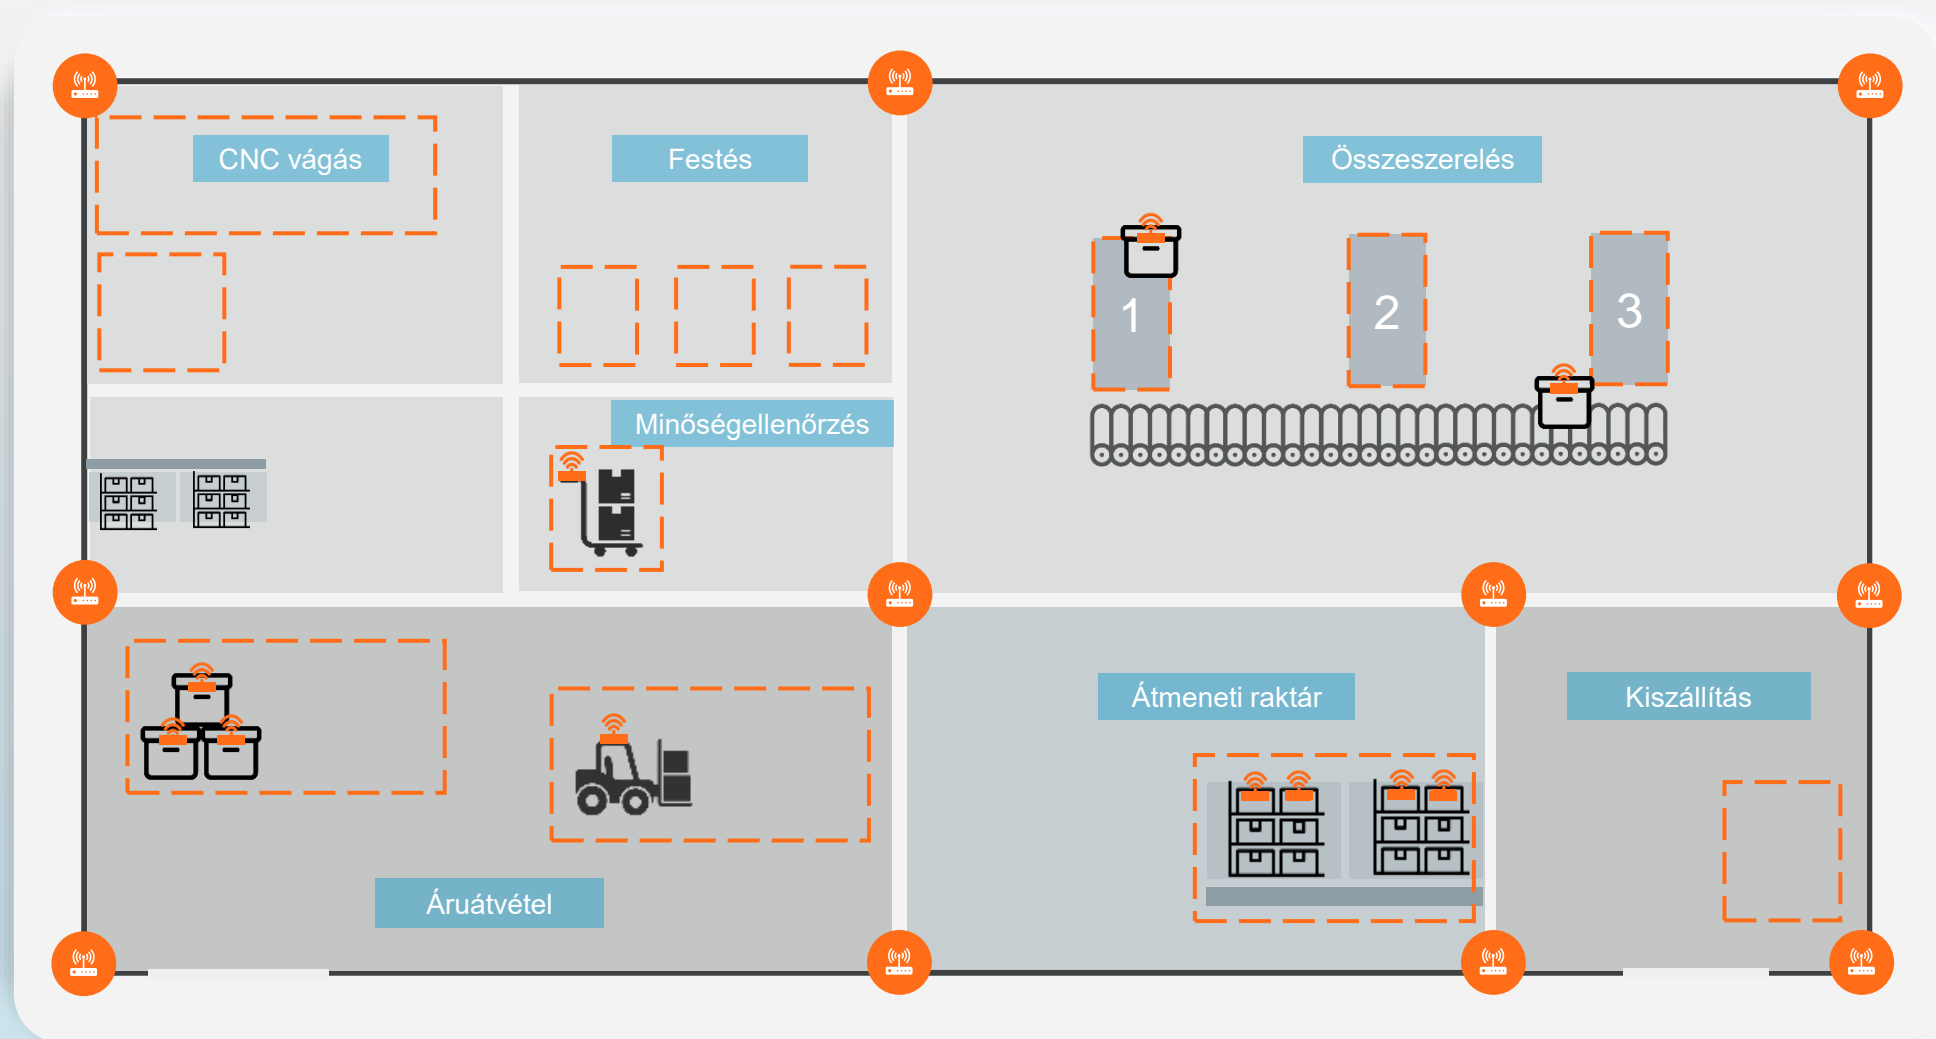 CNC vágás
Festés
Összeszerelés
1
2
3
Minőségellenőrzés
Átmeneti raktár
Kiszállítás
Áruátvétel